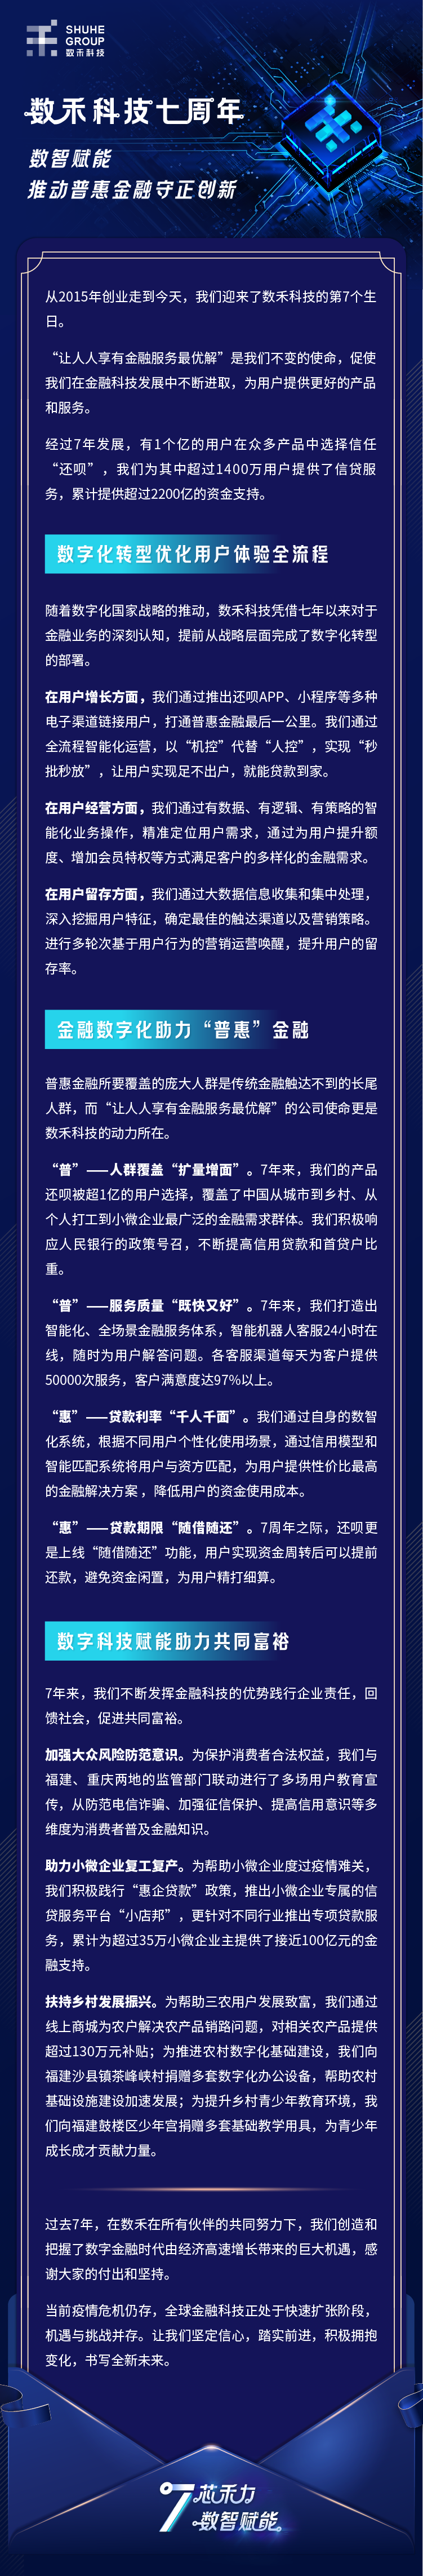 SHUHE
GROUP
数禾科技
数禾科技七周年
数智赋能
推动普惠金融守正创新
从2015年创业走到今天，我们迎来了数禾科技的第7个生
日。
“让人人享有金融服务最优解”是我们不变的使命，促使
我们在金融科技发展中不断进取，为用户提供更好的产品
和服务。
经过7年发展，有1个亿的用户在众多产品中选择信任
“还呗”，我们为其中超过1400万用户提供了信贷服
务，累计提供超过2200亿的资金支持。
数字化转型优化用户体验全流程
随着数字化国家战略的推动，数禾科技凭借七年以来对于
金融业务的深刻认知，提前从战略层面完成了数字化转型
的部署。
在用户增长方面，我们通过推出还呗APP、小程序等多种
电子渠道链接用户，打通普惠金融最后一公里。我们通过
全流程智能化运营，以“机控”代替“人控”，实现“秒
批秒放”，让用户实现足不出户，就能贷款到家。
在用户经营方面，我们通过有数据、有逻辑、有策略的智
能化业务操作，精准定位用户需求，通过为用户提升额
度、增加会员特权等方式满足客户的多样化的金融需求。
在用户留存方面，我们通过大数据信息收集和集中处理，
深入挖掘用户特征，确定最佳的触达渠道以及营销策略。
进行多轮次基于用户行为的营销运营唤醒，提升用户的留
存率。
金融数字化助力“普惠”金融
普惠金融所要覆盖的庞大人群是传统金融触达不到的长尾
人群，而“让人人享有金融服务最优解”的公司使命更是
数禾科技的动力所在。
“普”——人群覆盖“扩量增面”。7年来，我们的产品
还呗被超1亿的用户选择，覆盖了中国从城市到乡村、从
个人打工到小微企业最广泛的金融需求群体。我们积极响
应人民银行的政策号召，不断提高信用贷款和首贷户比
重。
“普”——服务质量“既快又好”。7年来，我们打造出
智能化、全场景金融服务体系，智能机器人客服24小时在
线，随时为用户解答问题。各客服渠道每天为客户提供
50000次服务，客户满意度达97%以上。
“惠”——贷款利率“千人千面”。我们通过自身的数智
化系统，根据不同用户个性化使用场景，通过信用模型和
智能匹配系统将用户与资方匹配，为用户提供性价比最高
的金融解决方案，降低用户的资金使用成本。
“惠”——贷款期限“随借随还”。7周年之际，还呗更
是上线“随借随还”功能，用户实现资金周转后可以提前
还款，避免资金闲置，为用户精打细算。
数字科技赋能助力共同富裕
7年来，我们不断发挥金融科技的优势践行企业责任，回
馈社会，促进共同富裕。
加强大众风险防范意识。为保护消费者合法权益，我们与
福建、重庆两地的监管部门联动进行了多场用户教育宣
传，从防范电信诈骗、加强征信保护、提高信用意识等多
维度为消费者普及金融知识。
助力小微企业复工复产。为帮助小微企业度过疫情难关，
我们积极践行“惠企贷款”政策，推出小微企业专属的信
贷服务平台“小店邦”，更针对不同行业推出专项贷款服
务，累计为超过35万小微企业主提供了接近100亿元的金
融支持。
扶持乡村发展振兴。为帮助三农用户发展致富，我们通过
线上商城为农户解决农产品销路问题，对相关农产品提供
超过130万元补贴；为推进农村数字化基础建设，我们向
福建沙县镇茶峰峡村捐赠多套数字化办公设备，帮助农村
基础设施建设加速发展；为提升乡村青少年教育环境，我
们向福建鼓楼区少年宫捐赠多套基础教学用具，为青少年
成长成才贡献力量。
过去7年，在数禾在所有伙伴的共同努力下，我们创造和
把握了数字金融时代由经济高速增长带来的巨大机遇，感
谢大家的付出和坚持。
当前疫情危机仍存，全球金融科技正处于快速扩张阶段，
机遇与挑战并存。让我们坚定信心，踏实前进，积极拥抱
变化，书写全新未来。
7芯禾力
数智赋能